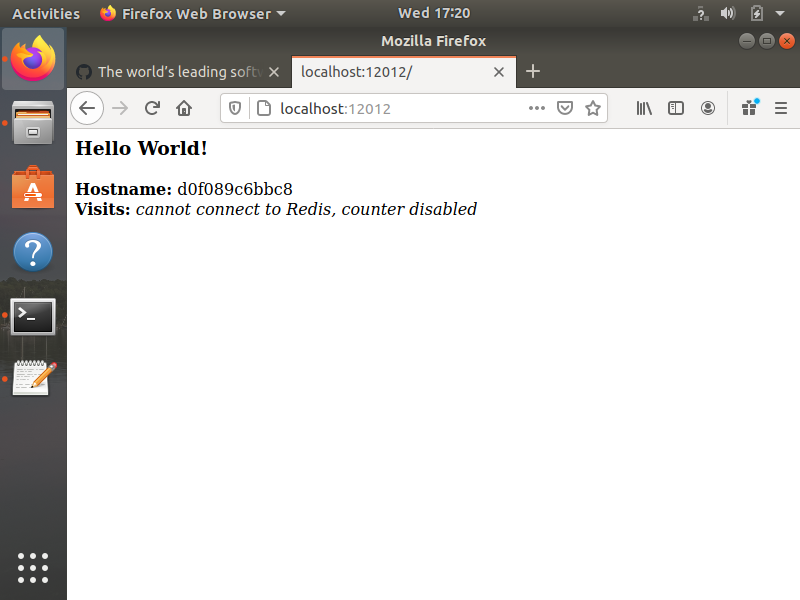 Activities
Firefox Web Browser
Wed 17:20
Mozilla Firefox
The world's leading softw
localhost:12012/
localhost:12012
Hello World!
Hostname: d0f089c6bbc8
Visits: cannot connect to Redis, counter disabled